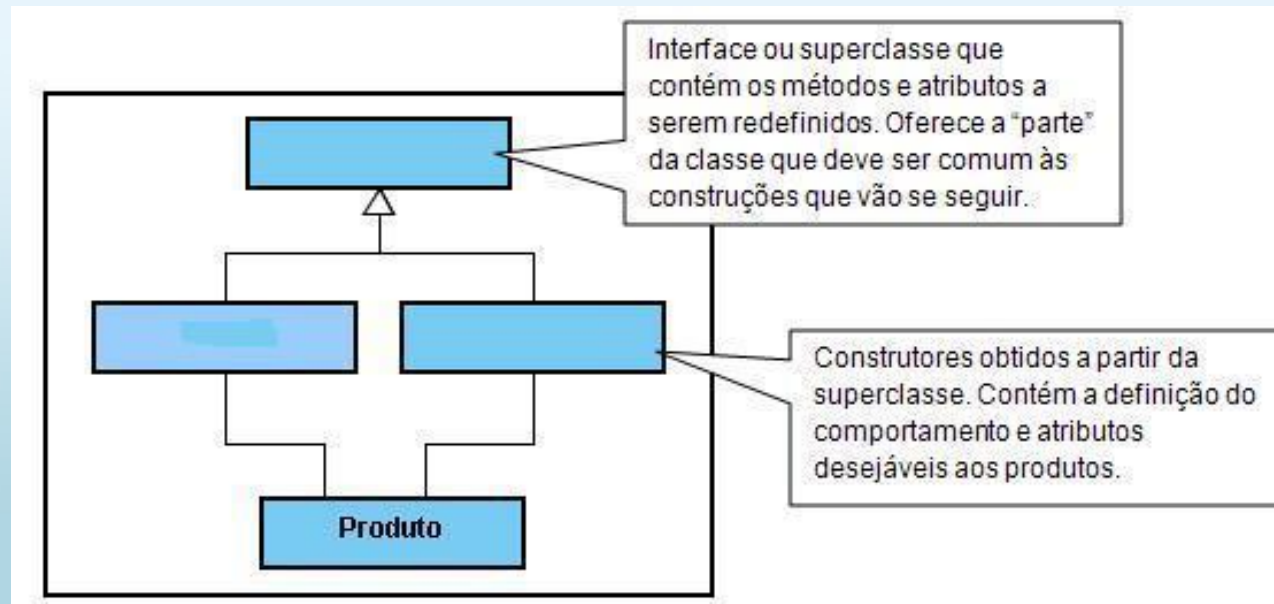 Interface ou superclasse que
contém os métodos e atributos a
serem redefinidos. Oferece a “parte”
da classe que deve ser comum às
construções que vão se seguir.
Construtores obtidos a partir da
superclasse. Contém a definição do
comportamento e atributos
desejáveis aos produtos.
Produto